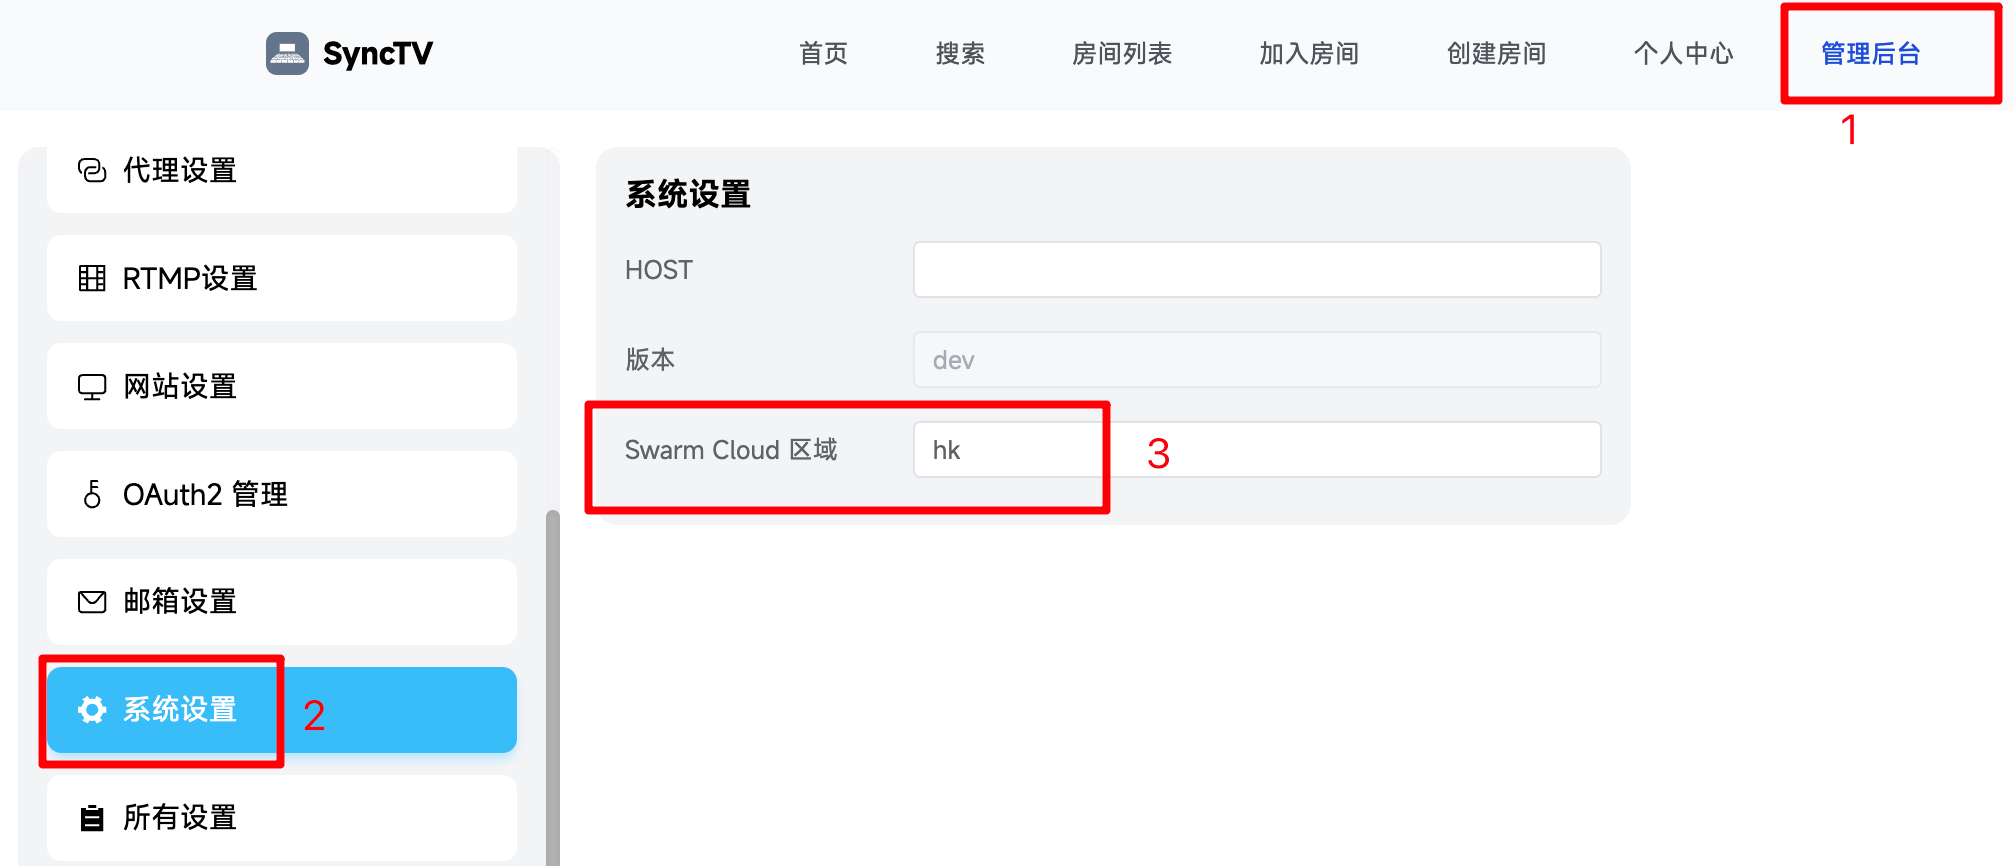 SyncTV
首页
搜索
房间列表
加入房间
创建房间
个人中心
管理后台
1
代理设置
RTMP设置
网站设置
OAuth2 管理
邮箱设置
系统设置
2
所有设置
系统设置
HOST
版本
dev
Swarm Cloud 区域
hk
3